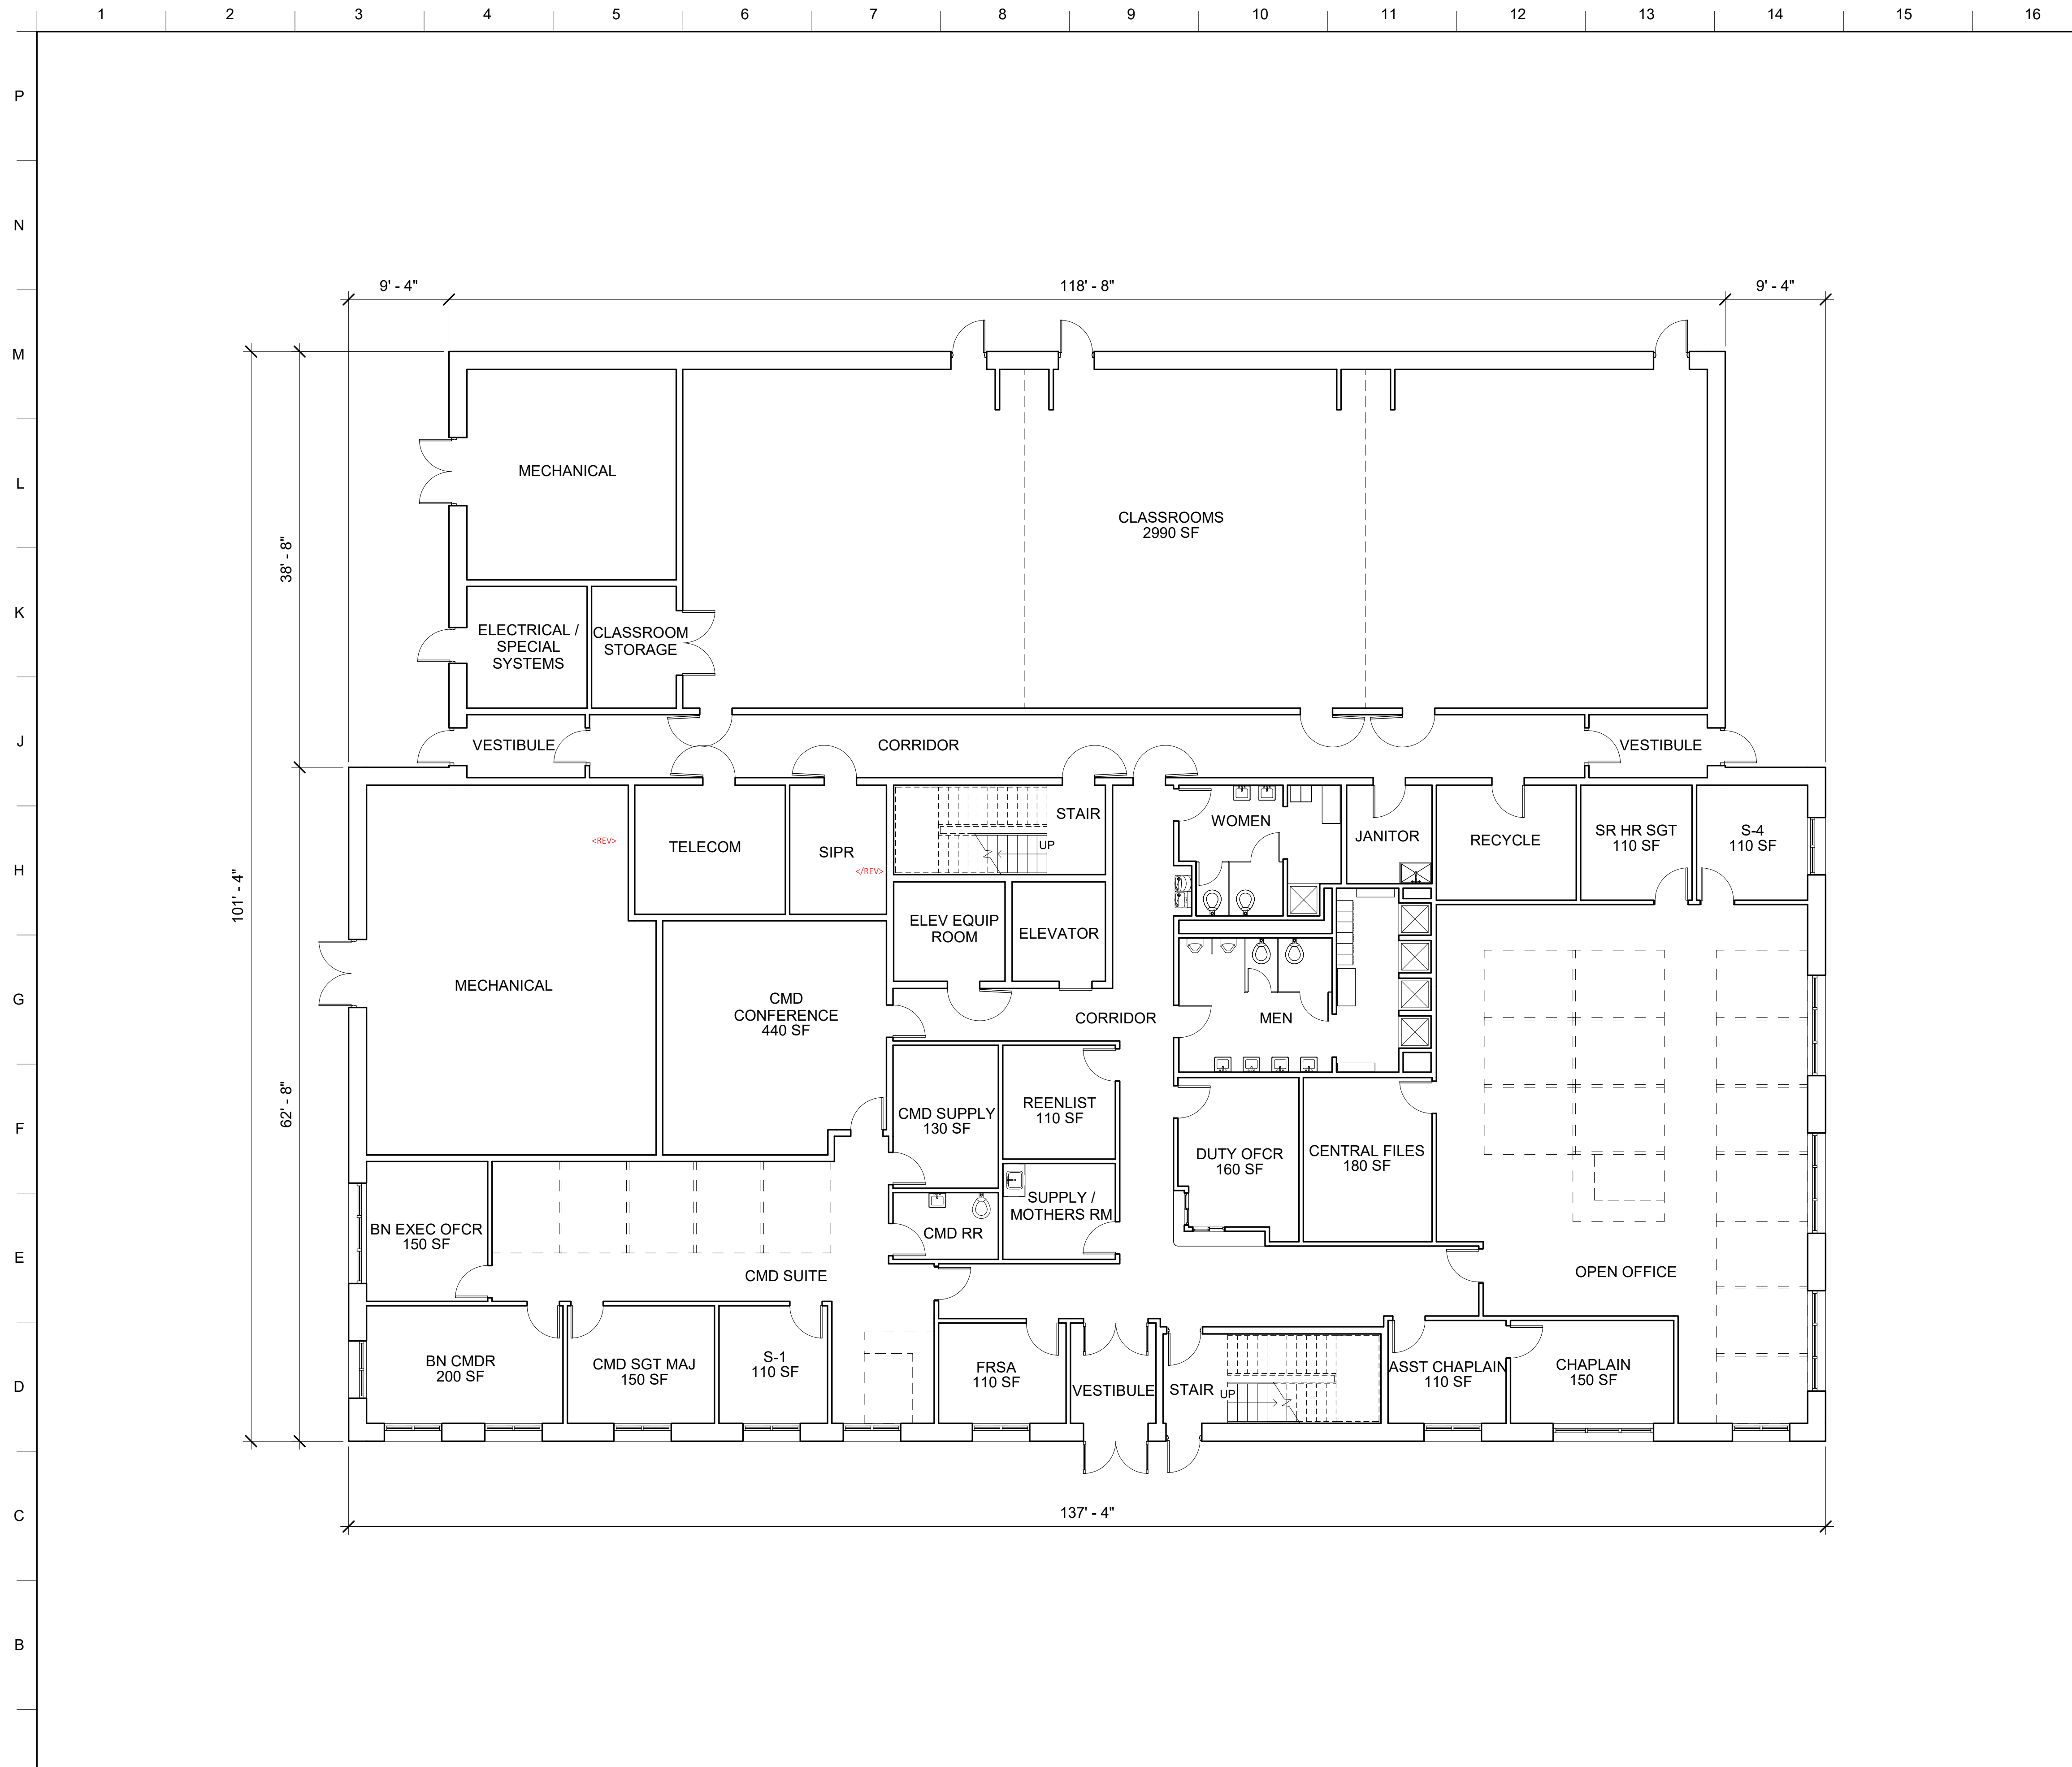 1 2 3 4 5 6 7 8 9 10 11 12 13 14 15 16
P
N
9' - 4" 118' - 8" 9' - 4"
M
L
MECHANICAL
CLASSROOMS
2990 SF
38' - 8"
K
ELECTRICAL /
SPECIAL
SYSTEMS
CLASSROOM
STORAGE
J
VESTIBULE
CORRIDOR
VESTIBULE
H
<REV>
TELECOM
SIPR
</REV>
STAIR
UP
WOMEN
JANITOR
RECYCLE
SR HR SGT
110 SF
S-4
110 SF
101' - 4"
ELEV EQUIP
ROOM
ELEVATOR
G
MECHANICAL
CMD
CONFERENCE
440 SF
CORRIDOR
MEN
62' - 8"
F
CMD SUPPLY
130 SF
REENLIST
110 SF
DUTY OFCR
160 SF
CENTRAL FILES
180 SF
E
BN EXEC OFCR
150 SF
CMD RR
SUPPLY /
MOTHERS RM
CMD SUITE
OPEN OFFICE
D
BN CMDR
200 SF
CMD SGT MAJ
150 SF
S-1
110 SF
FRSA
110 SF
VESTIBULE
STAIR
UP
ASST CHAPLAIN
110 SF
CHAPLAIN
150 SF
C
137' - 4"
B